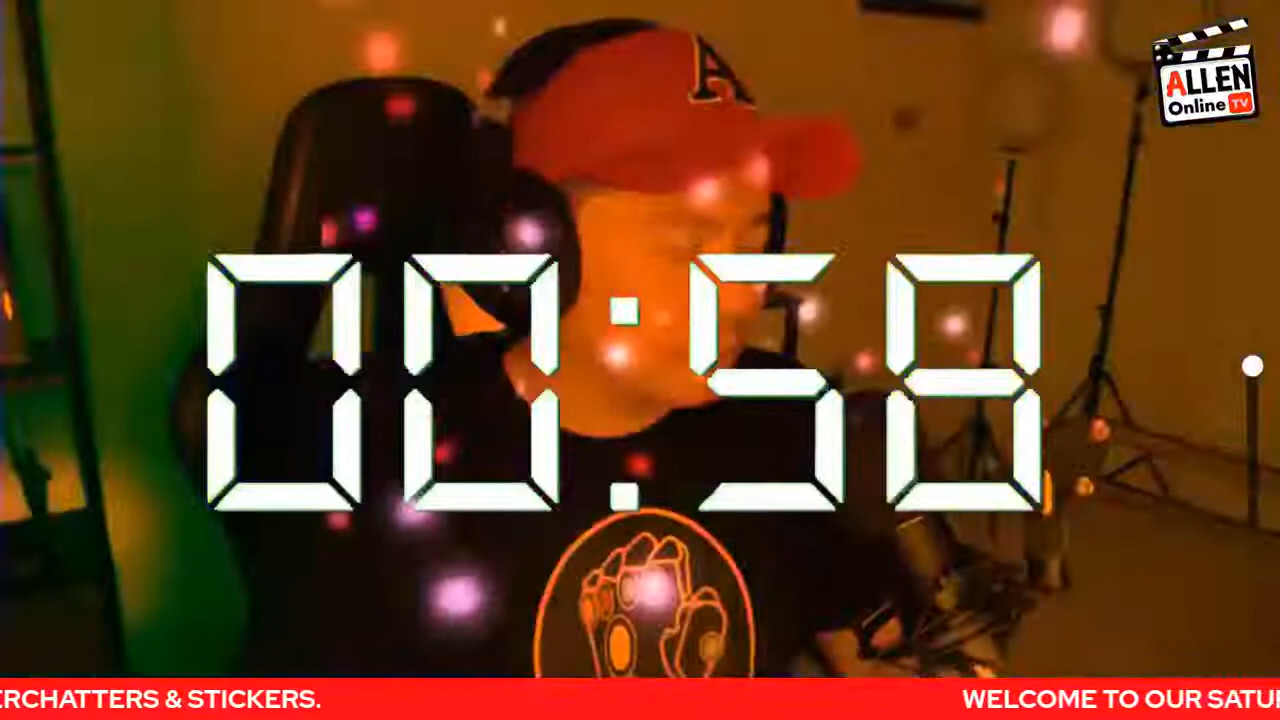 A
ALLEN
Online TV
00:58
ERCHATTERS & STICKERS.
WELCOME TO OUR SATU